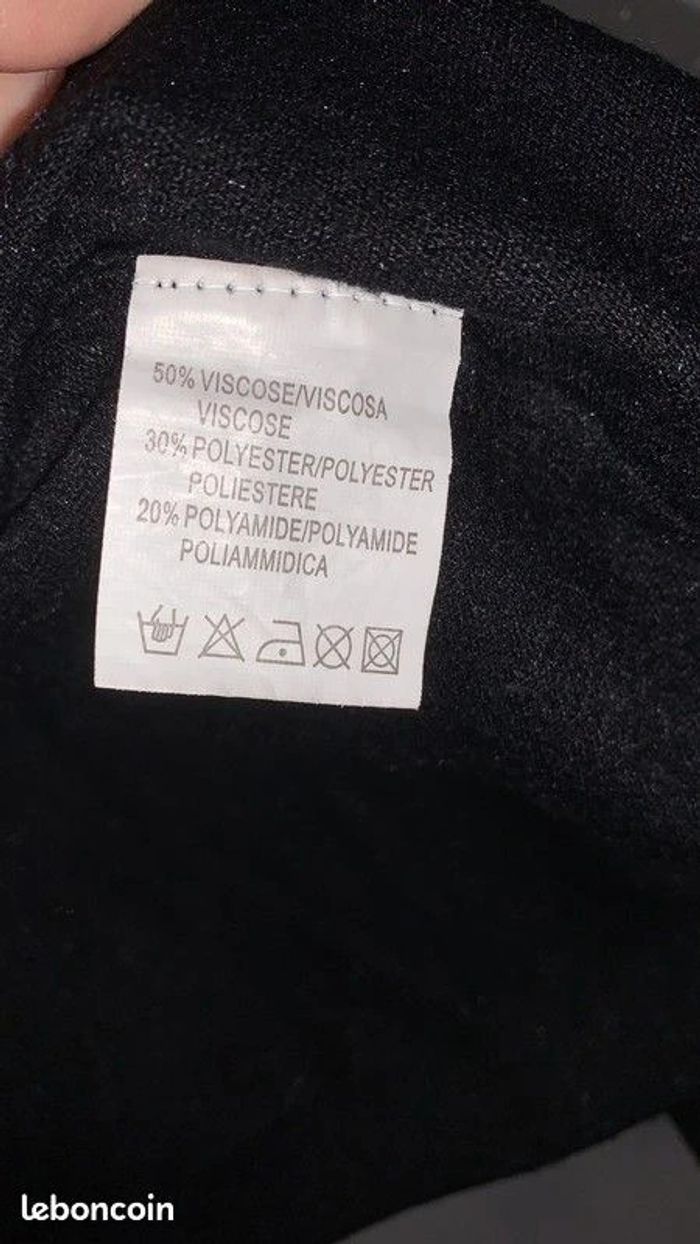 50% VISCOSE/VISCOSA
VISCOSE
30% POLYESTER/POLYESTER
POLIESTERE
20% POLYAMIDE/POLYAMIDE
POLIAMMIDICA
leboncoin